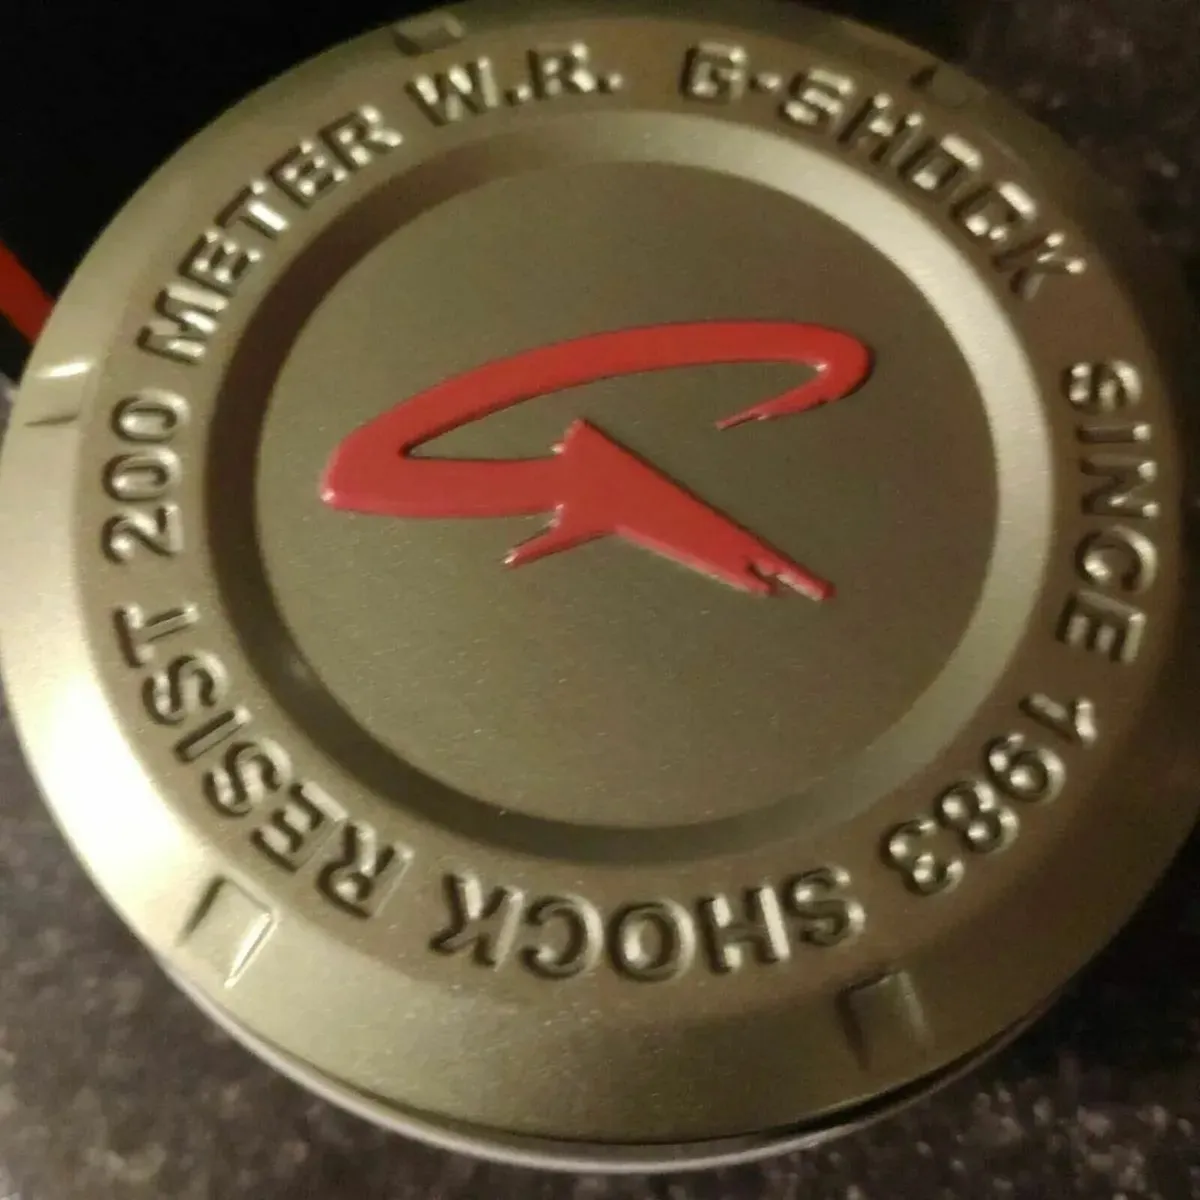 G-SHOCK SINCE 1983 SHOCK RESIST 200 METER W.R.
G